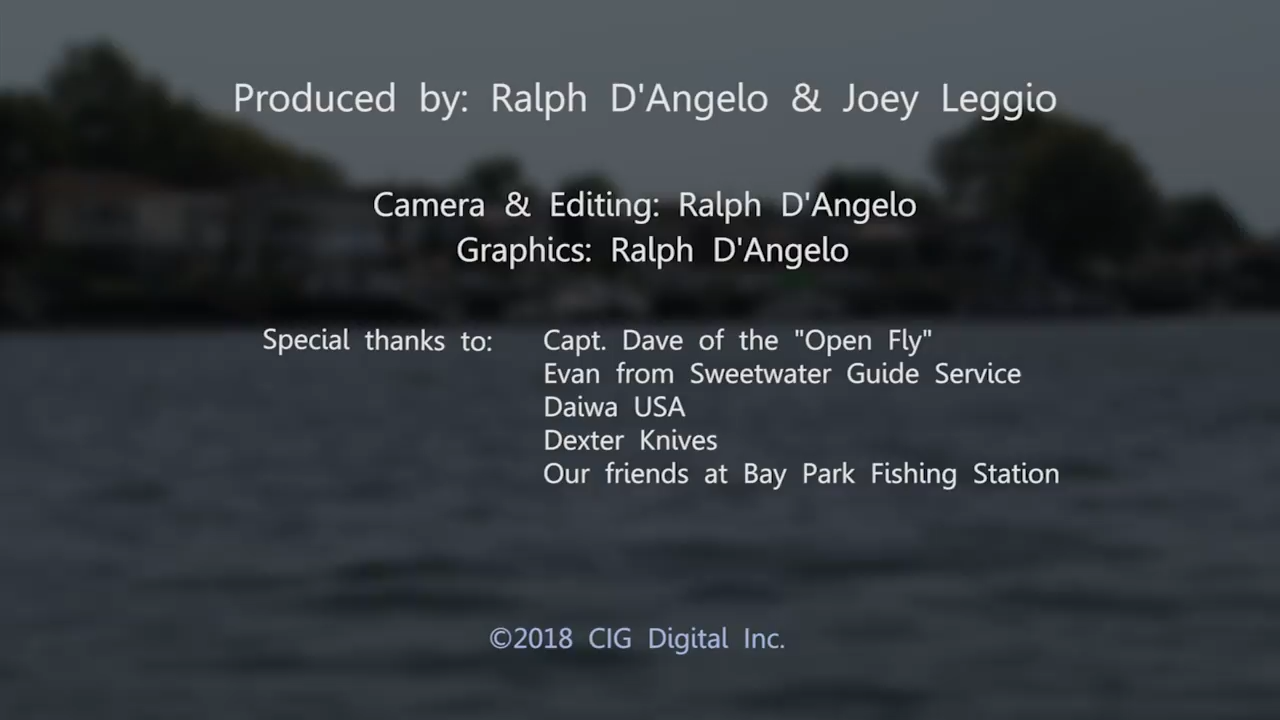 Produced by: Ralph D'Angelo & Joey Leggio
Camera & Editing: Ralph D'Angelo
Graphics: Ralph D'Angelo
Special thanks to: Capt. Dave of the "Open Fly"
Evan from Sweetwater Guide Service
Daiwa USA
Dexter Knives
Our friends at Bay Park Fishing Station
©2018 CIG Digital Inc.